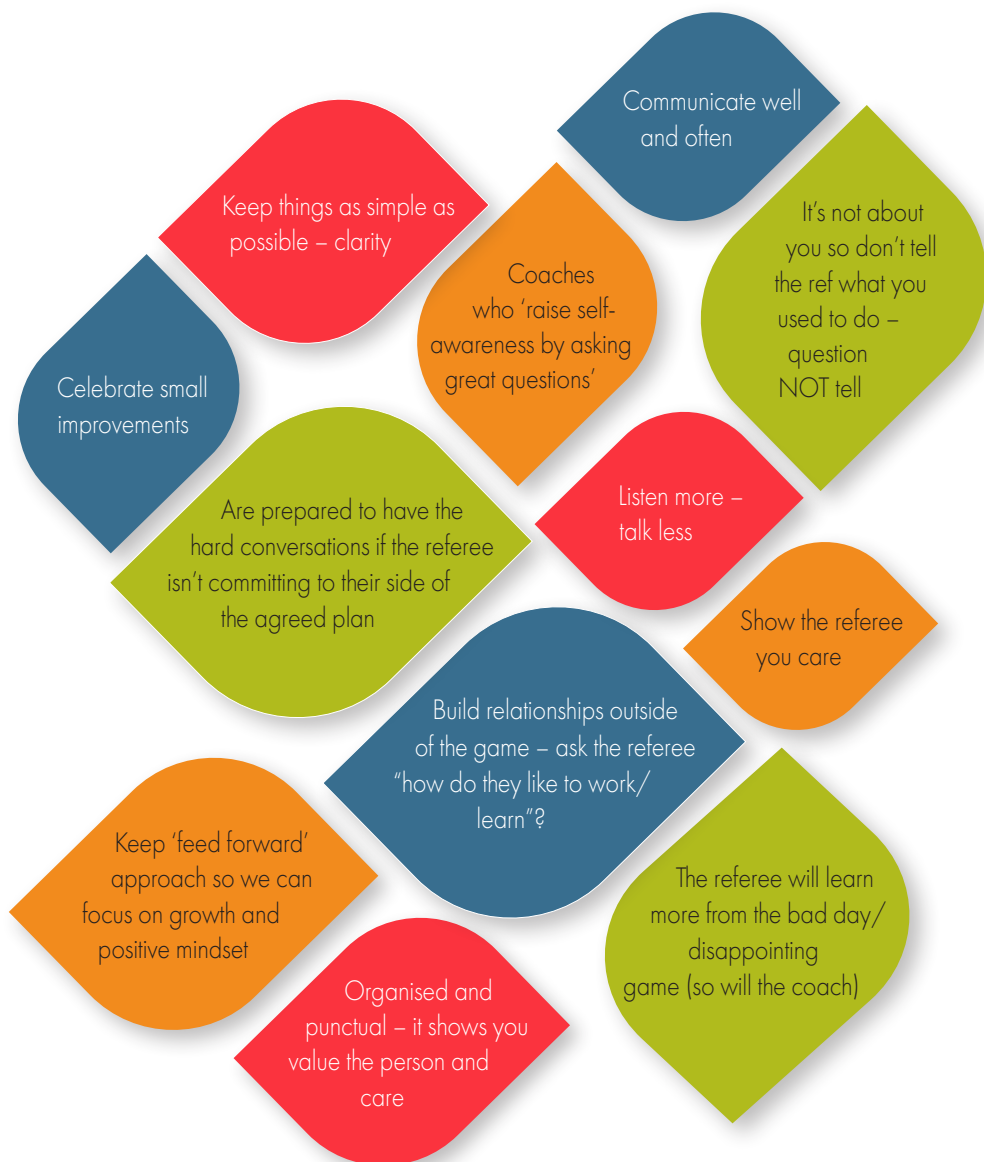 Communicate well
and often
Keep things as simple as
possible – clarity
It’s not about
you so don’t tell
the ref what you
used to do –
question
NOT tell
Coaches
who ‘raise self-
awareness by asking
great questions’
Celebrate small
improvements
Listen more –
talk less
Are prepared to have the
hard conversations if the referee
isn’t committing to their side of
the agreed plan
Show the referee
you care
Build relationships outside
of the game – ask the referee
“how do they like to work/
learn”?
Keep ‘feed forward’
approach so we can
focus on growth and
positive mindset
The referee will learn
more from the bad day/
disappointing
game (so will the coach)
Organised and
punctual – it shows you
value the person and
care